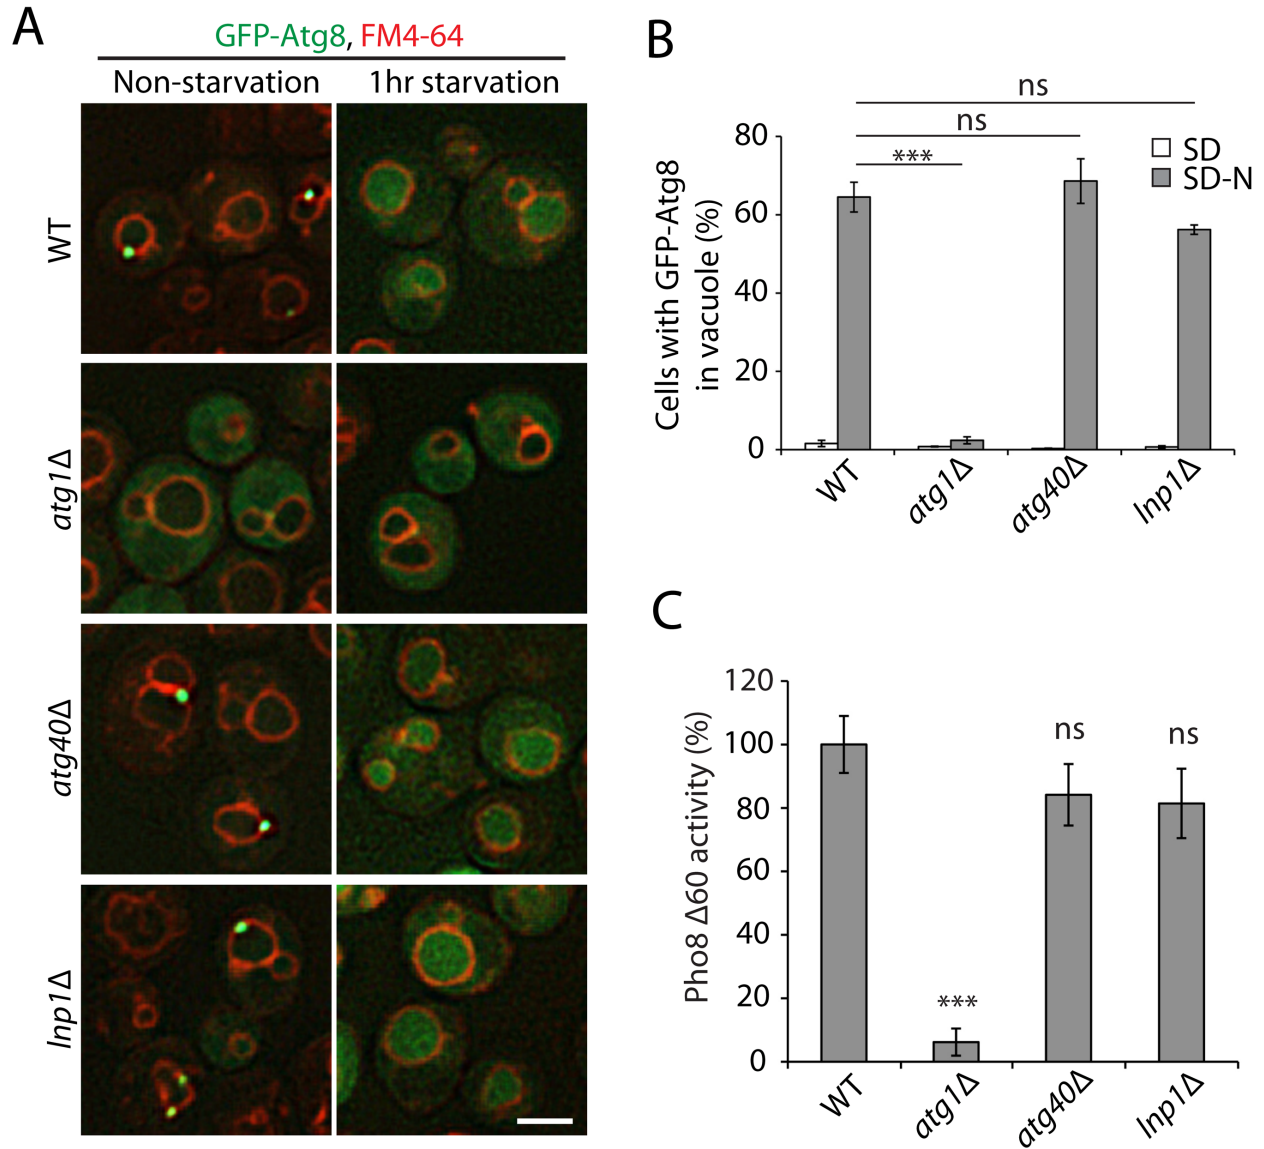 A
GFP-Atg8, FM4-64
Non-starvation 1hr starvation
WT
atg1Δ
atg40Δ
lnp1Δ
B
ns
ns
***
SD
SD-N
Cells with GFP-Atg8
in vacuole (%)
80
60
40
20
0
WT atg1Δ atg40Δ lnp1Δ
C
Pho8 Δ60 activity (%)
120
100
80
60
40
20
0
***
ns
ns
WT atg1Δ atg40Δ lnp1Δ